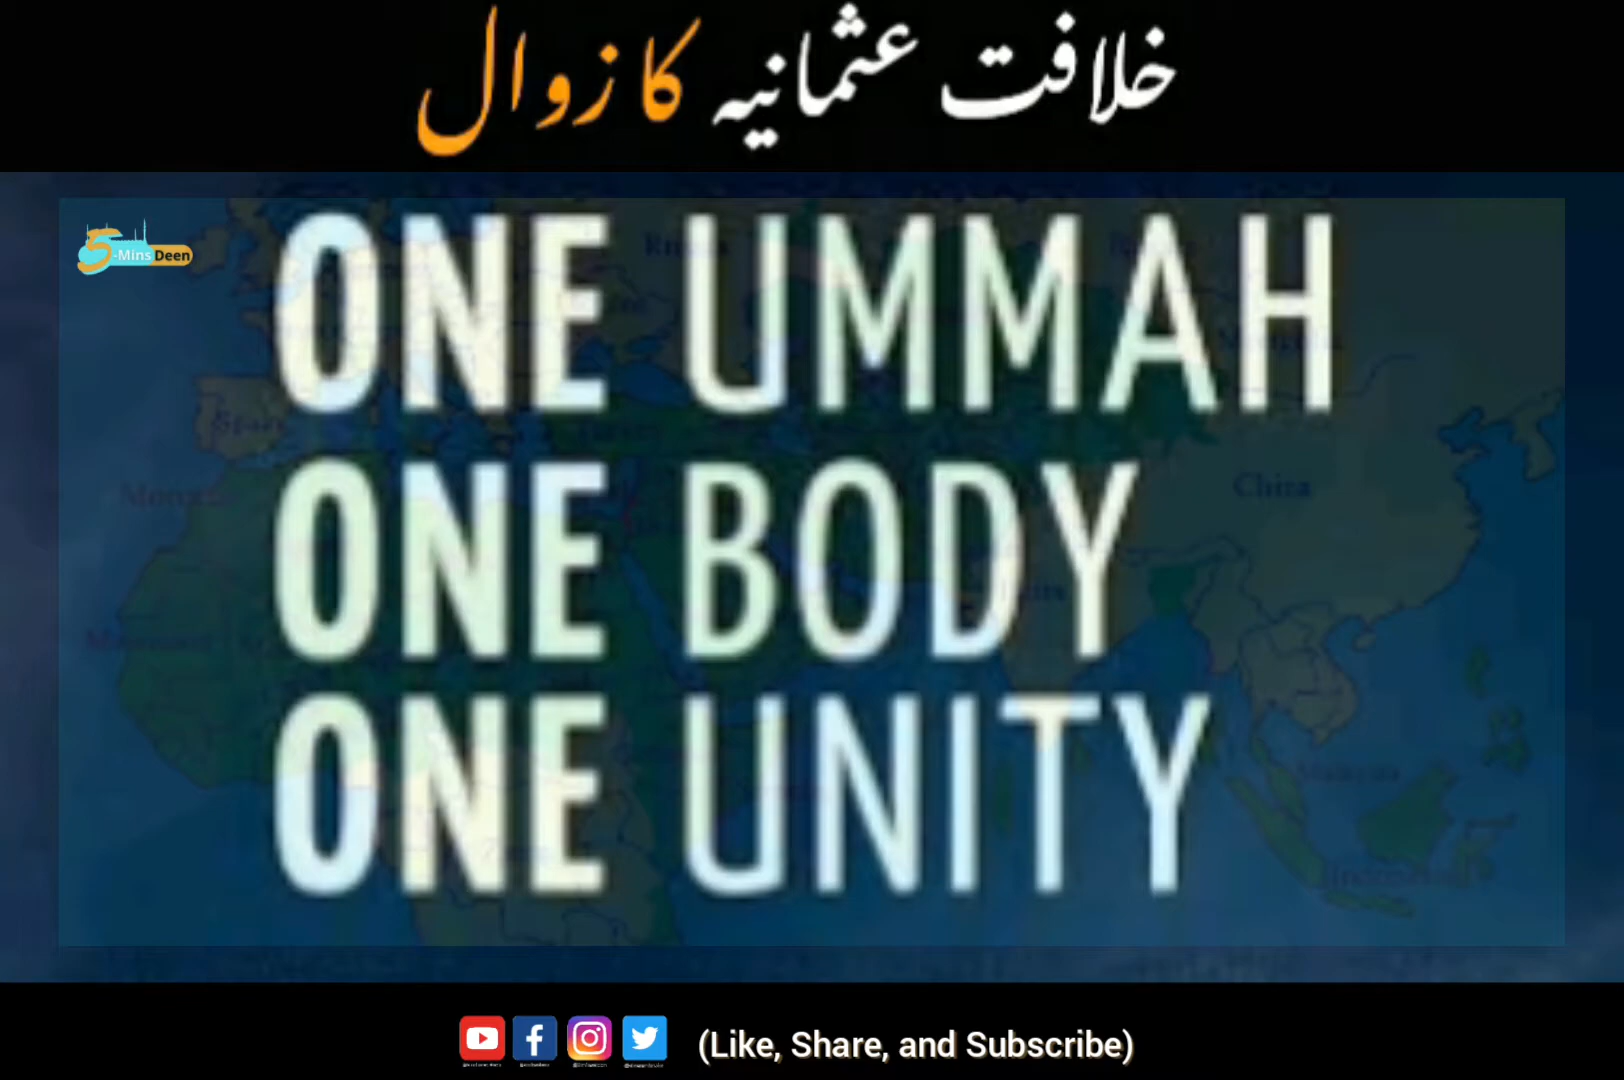 خلافت عثمانیہ کا زوال
5-Mins Deen
ONE UMMAH
ONE BODY
ONE UNITY
China
(Like, Share, and Subscribe)